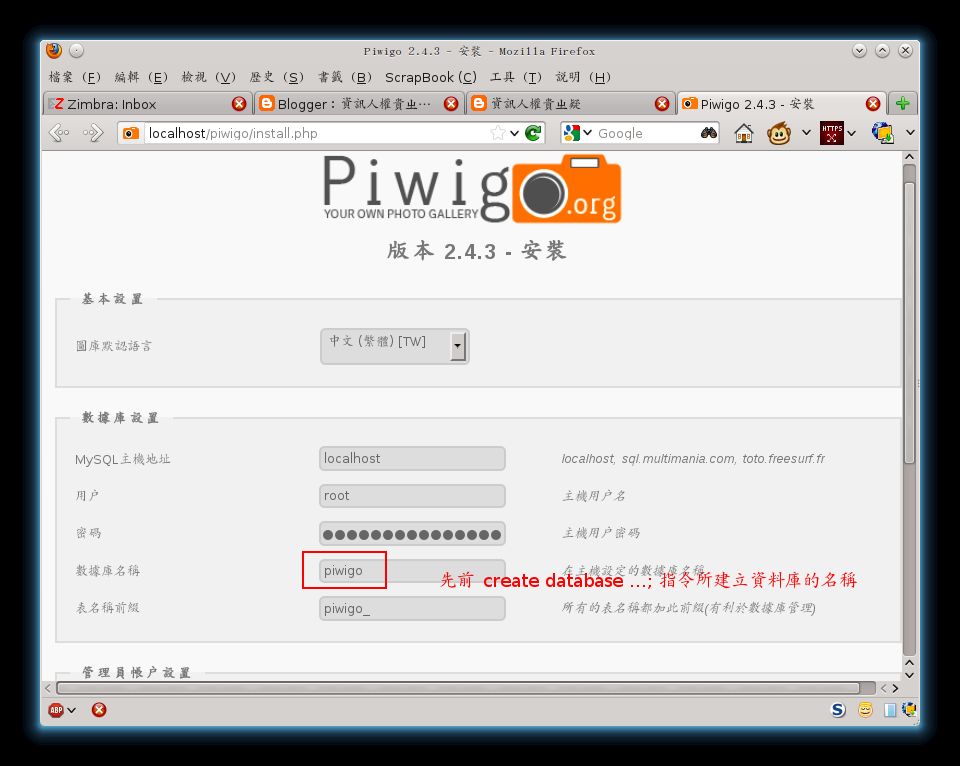 Piwigo 2.4.3 - 安裝 - Mozilla Firefox
檔案 (F) 編輯 (E) 檢視 (V) 歷史 (S) 書籤 (B) ScrapBook (C) 工具 (T) 說明 (H)
Zimbra: Inbox
Blogger：資訊人權貴ㄓ…
資訊人權貴ㄓ疑
Piwigo 2.4.3 - 安裝
localhost/piwigo/install.php
Google
HTTPS
Piwigo.org
YOUR OWN PHOTO GALLERY
版本 2.4.3 - 安裝
基本設置
圖庫默認語言 中文 (繁體) [TW]
數據庫設置
MySQL主機地址 localhost localhost, sql.multimania.com, toto.freesurf.fr
用户 root 主機用户名
密碼 ●●●●●●●●●●●●●●● 主機用户密碼
數據庫名稱 piwigo 在主機設定的數據庫名稱
先前 create database ...; 指令所建立資料庫的名稱
表名稱前綴 piwigo_ 所有的表名稱都加此前綴(有利於數據庫管理)
管理員帳户設置
ABP